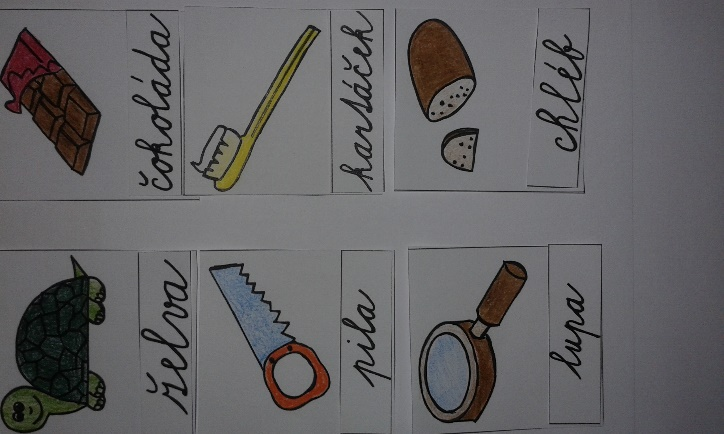 želva
čokoláda
pila
kartáček
lupa
chléb